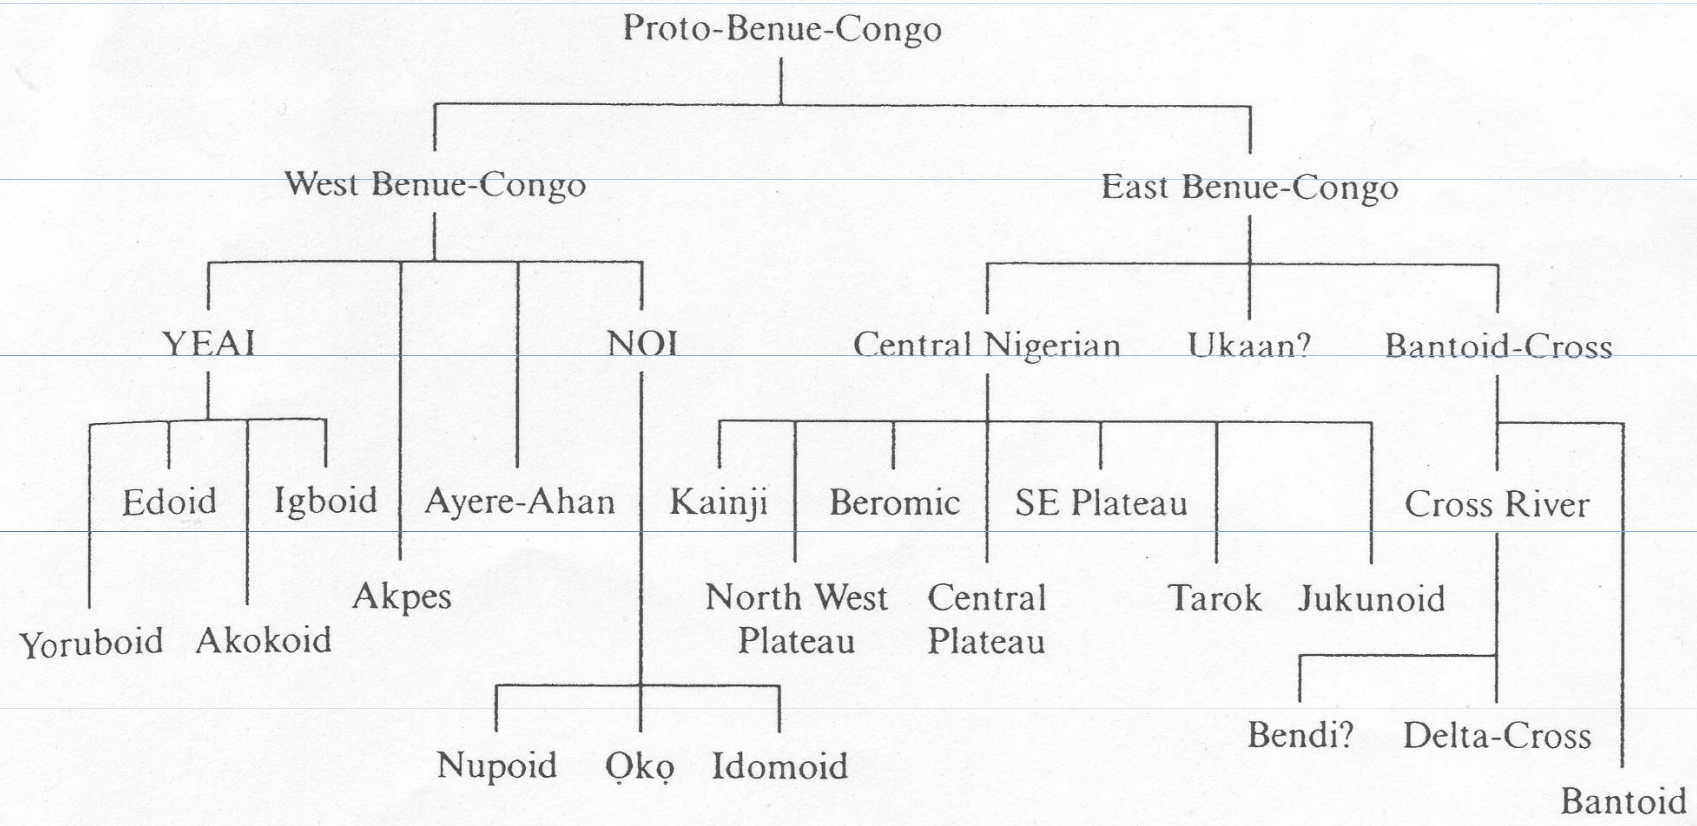 Proto-Benue-Congo
West Benue-Congo
East Benue-Congo
YEAI
NOI
Central Nigerian
Ukaan?
Bantoid-Cross
Edoid
Igboid
Ayere-Ahan
Kainji
Beromic
SE Plateau
Cross River
Akpes
North West
Plateau
Central
Plateau
Tarok
Jukunoid
Yoruboid
Akokoid
Bendi?
Delta-Cross
Nupoid
Ọkọ
Idomoid
Bantoid